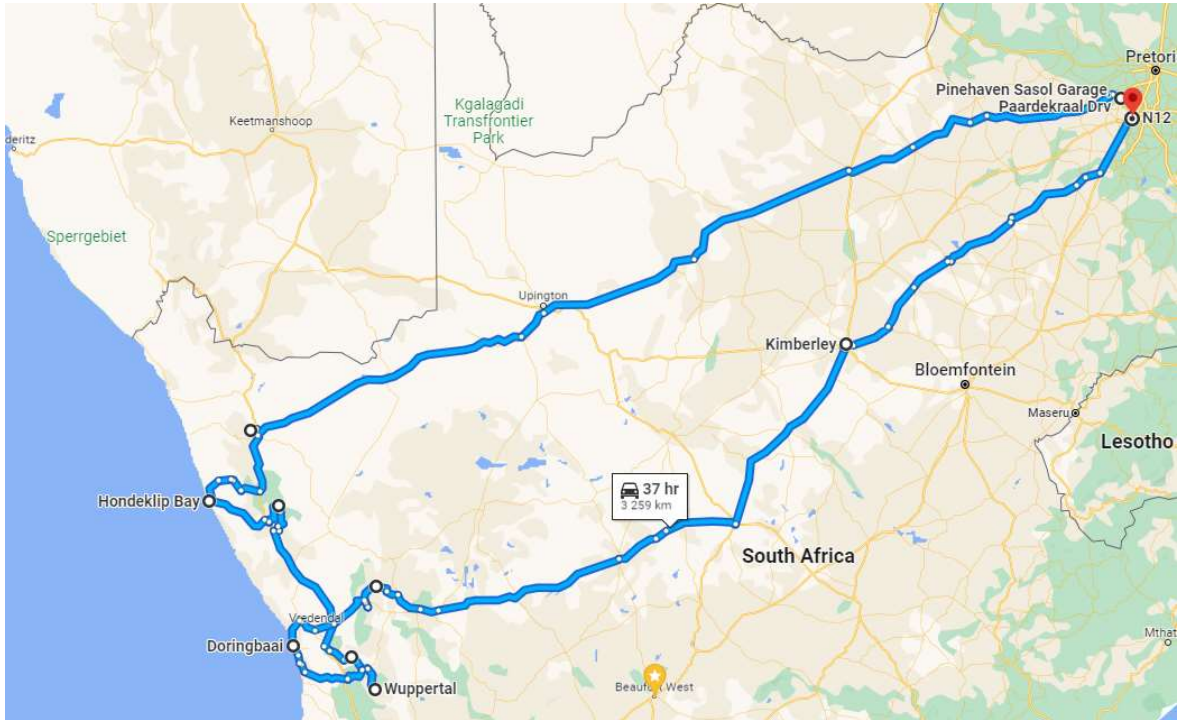 Pretori
Pinehaven Sasol Garage
Paardekraal Drv
N12
Kgalagadi
Transfrontier
Park
Keetmanshoop
deritz
Sperrgebiet
Upington
Kimberley
Bloemfontein
Maseru
Lesotho
Hondeklip Bay
37 hr
3 259 km
South Africa
Vredendal
Doringbaai
Mthat
Wuppertal
Beaufort West